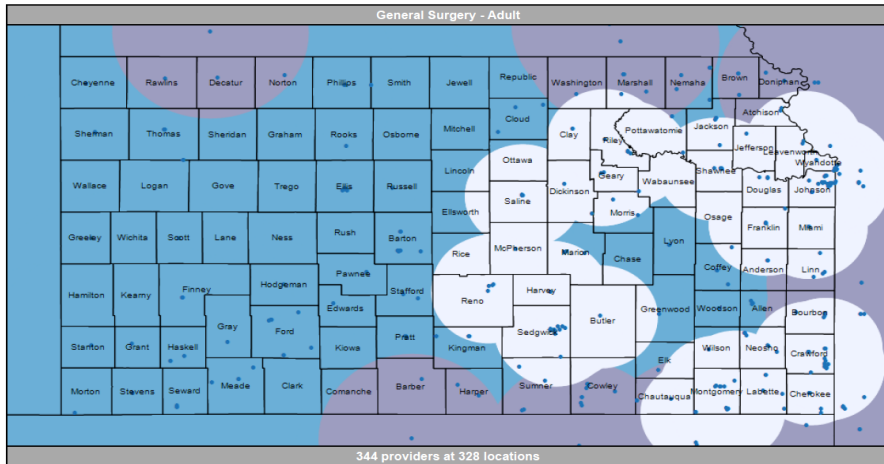 General Surgery - Adult
Cheyenne Rawlins Decatur Norton Phillips Smith Jewell Republic Washington Marshall Nemaha Brown Doniphan
Atchison
Sherman Thomas Sheridan Graham Rooks Osborne Mitchell Cloud Clay Riley Pottawatomie Jackson Jefferson Leavenworth
Wyandotte
Wallace Logan Gove Trego Ellis Russell Lincoln Ottawa Dickinson Geary Wabaunsee Shawnee Douglas Johnson
Ellsworth Saline Morris Osage
Greeley Wichita Scott Lane Ness Rush Barton Rice McPherson Marion Chase Lyon Franklin Miami
Hamilton Kearny Finney Hodgeman Pawnee Stafford Reno Harvey Coffey Anderson Linn
Gray Ford Edwards Sedgwick Butler Greenwood Woodson Allen Bourbon
Stanton Grant Haskell Kiowa Pratt Kingman Elk Wilson Neosho Crawford
Morton Stevens Seward Meade Clark Comanche Barber Harper Sumner Cowley Chautauqua Montgomery Labette Cherokee
344 providers at 328 locations